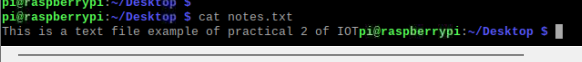 pi@raspberrypi:~/Desktop $
pi@raspberrypi:~/Desktop $ cat notes.txt
This is a text file example of practical 2 of IOTpi@raspberrypi:~/Desktop $